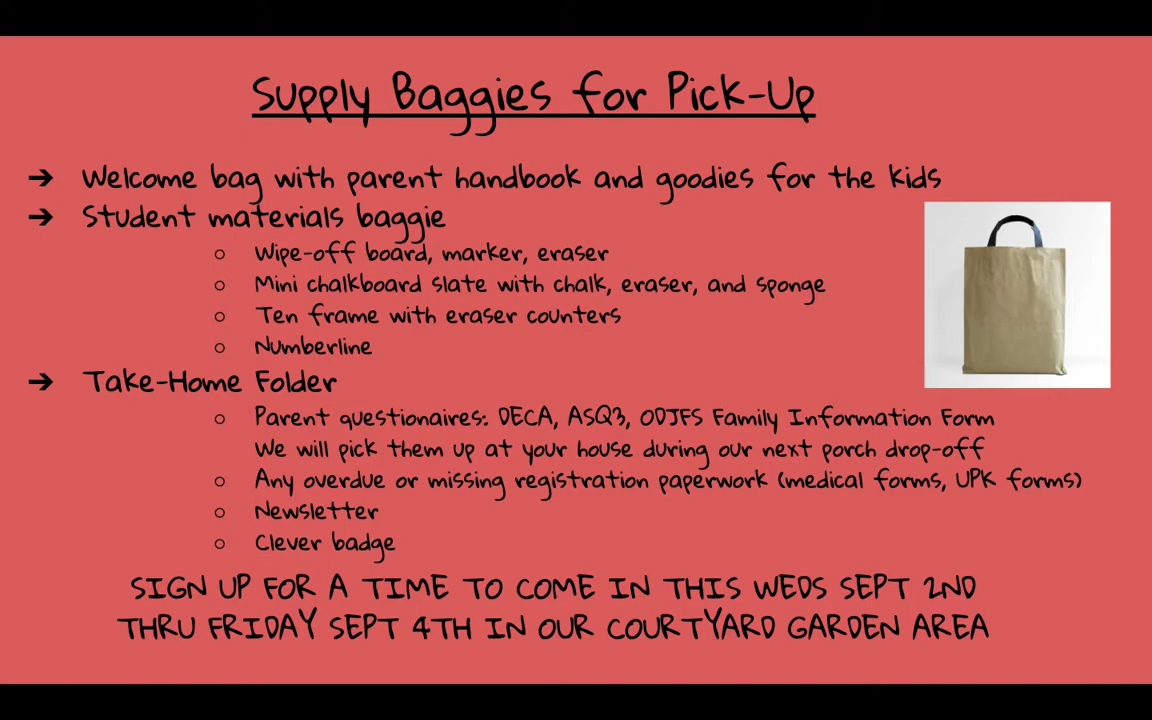 Supply Baggies for Pick-Up
➔ Welcome bag with parent handbook and goodies for the kids
➔ Student materials baggie
○ Wipe-off board, marker, eraser
○ Mini chalkboard slate with chalk, eraser, and sponge
○ Ten frame with eraser counters
○ Numberline
➔ Take-Home Folder
○ Parent questionaires: DECA, ASQ3, ODJFS Family Information Form
We will pick them up at your house during our next porch drop-off
○ Any overdue or missing registration paperwork (medical forms, UPK forms)
○ Newsletter
○ Clever badge
SIGN UP FOR A TIME TO COME IN THIS WEDS SEPT 2ND
THRU FRIDAY SEPT 4TH IN OUR COURTYARD GARDEN AREA